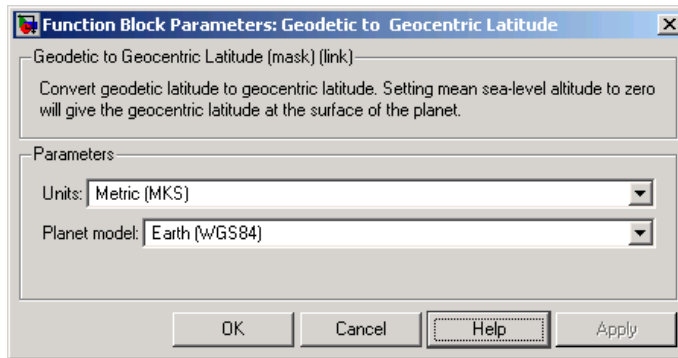 Function Block Parameters: Geodetic to Geocentric Latitude
Geodetic to Geocentric Latitude (mask) (link)
Convert geodetic latitude to geocentric latitude. Setting mean sea-level altitude to zero
will give the geocentric latitude at the surface of the planet.
Parameters
Units: Metric (MKS)
Planet model: Earth (WGS84)
OK Cancel Help Apply